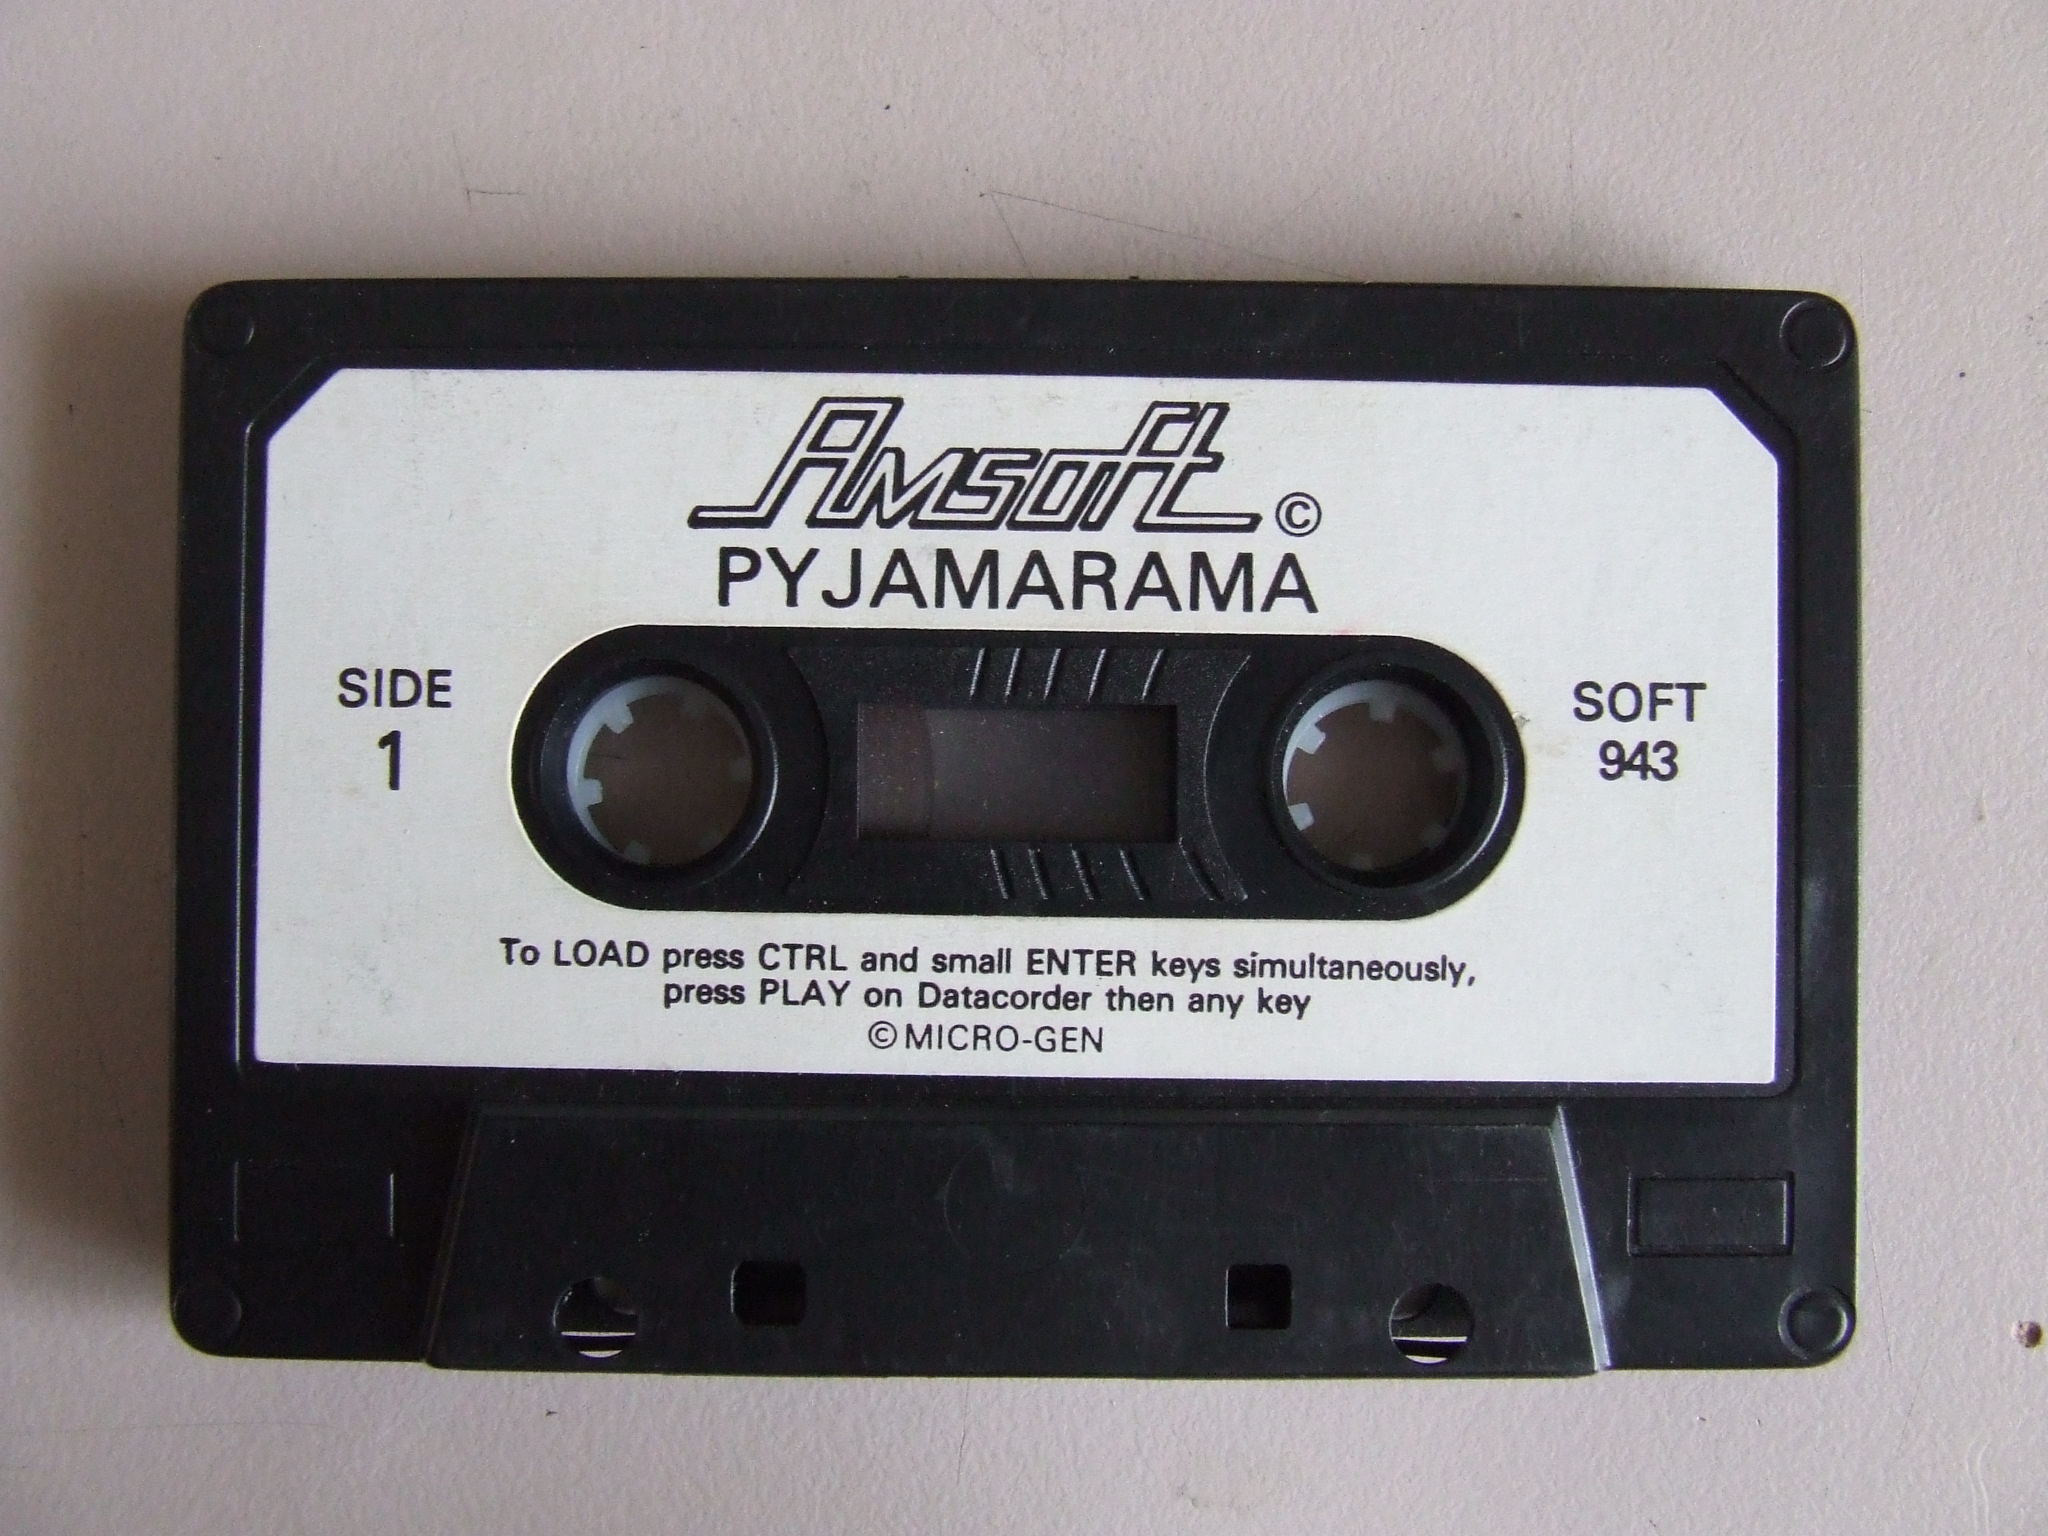 Amsoft ©
PYJAMARAMA
SIDE
1
SOFT
943
To LOAD press CTRL and small ENTER keys simultaneously,
press PLAY on Datacorder then any key
© MICRO-GEN